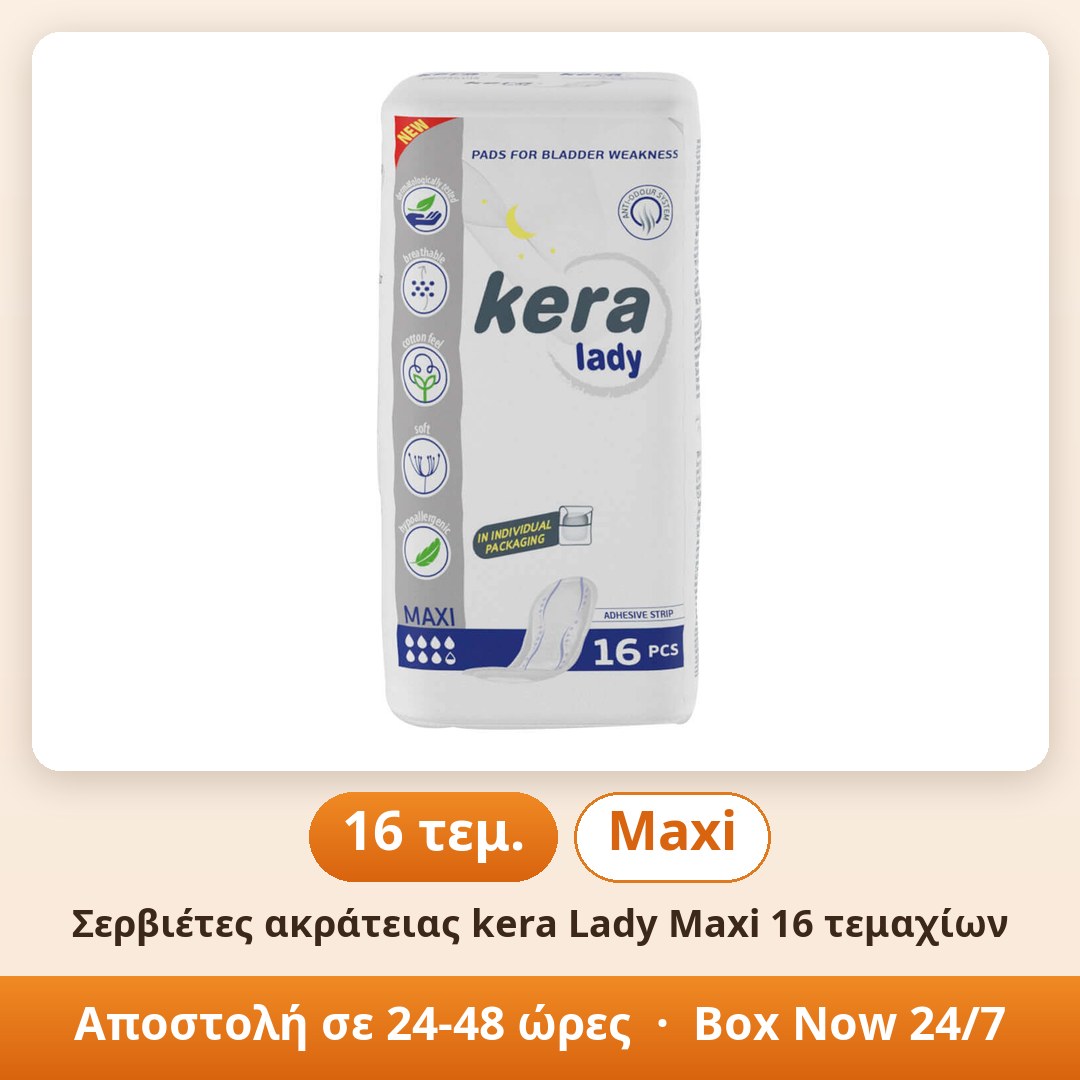 NEW
PADS FOR BLADDER WEAKNESS
dermatologically tested
ANTI-ODOUR SYSTEM
breathable
kera
lady
cotton feel
soft
hypoallergenic
IN INDIVIDUAL
PACKAGING
MAXI
ADHESIVE STRIP
16 PCS
16 τεμ.
Maxi
Σερβιέτες ακράτειας kera Lady Maxi 16 τεμαχίων
Αποστολή σε 24-48 ώρες · Box Now 24/7